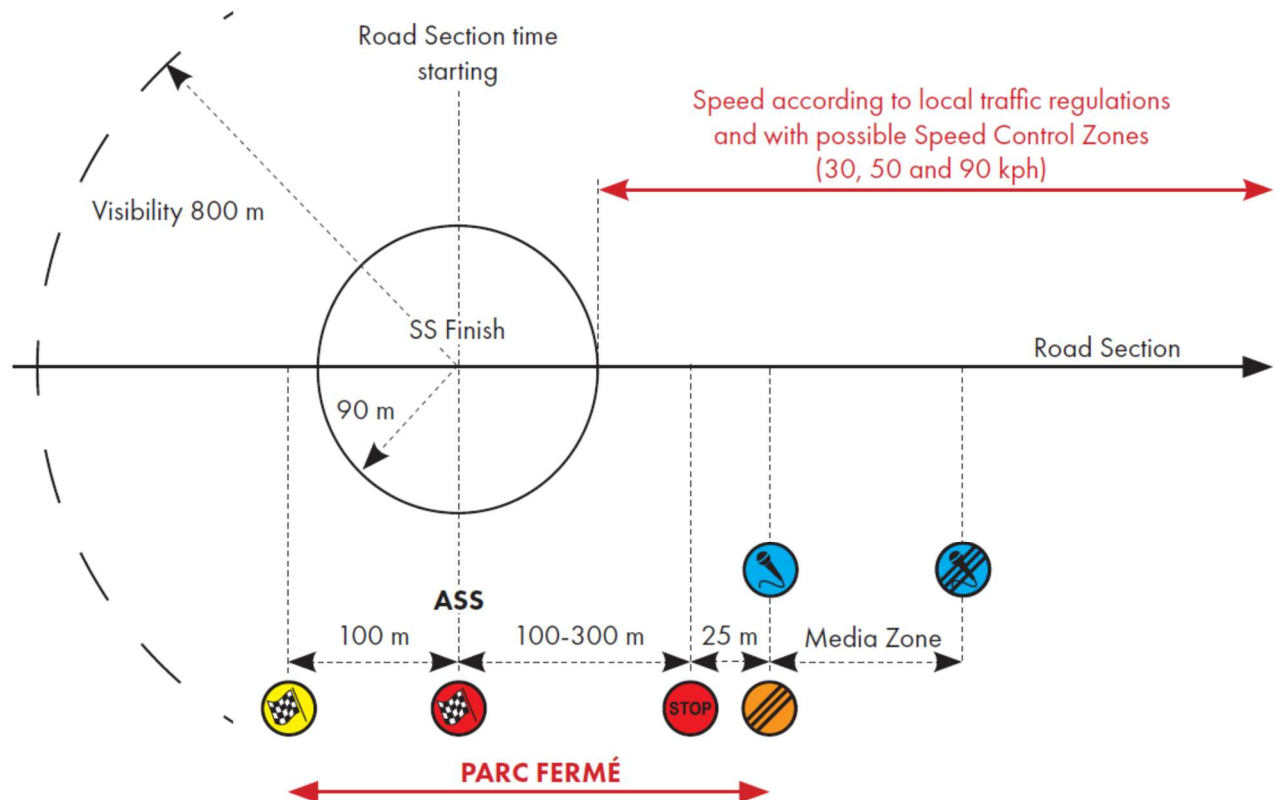 Road Section time
starting
Speed according to local traffic regulations
and with possible Speed Control Zones
(30, 50 and 90 kph)
Visibility 800 m
SS Finish
Road Section
90 m
ASS
100 m
100-300 m
25 m
Media Zone
STOP
PARC FERMÉ